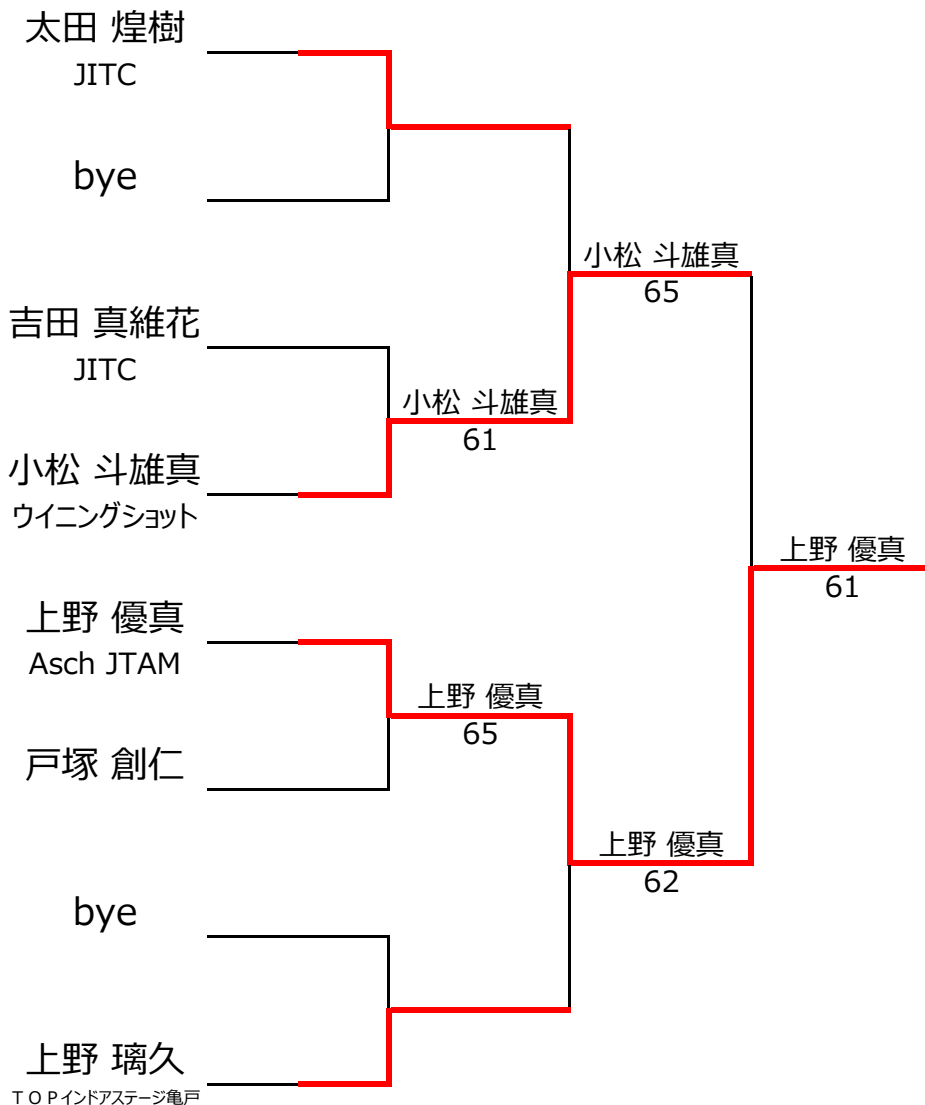 太田 煌樹
JITC
bye
吉田 真維花
JITC
小松 斗雄真
ウイニングショット
上野 優真
Asch JTAM
戸塚 創仁
bye
上野 璃久
ＴＯＰインドアステージ亀戸
小松 斗雄真
61
上野 優真
65
小松 斗雄真
65
上野 優真
62
上野 優真
61